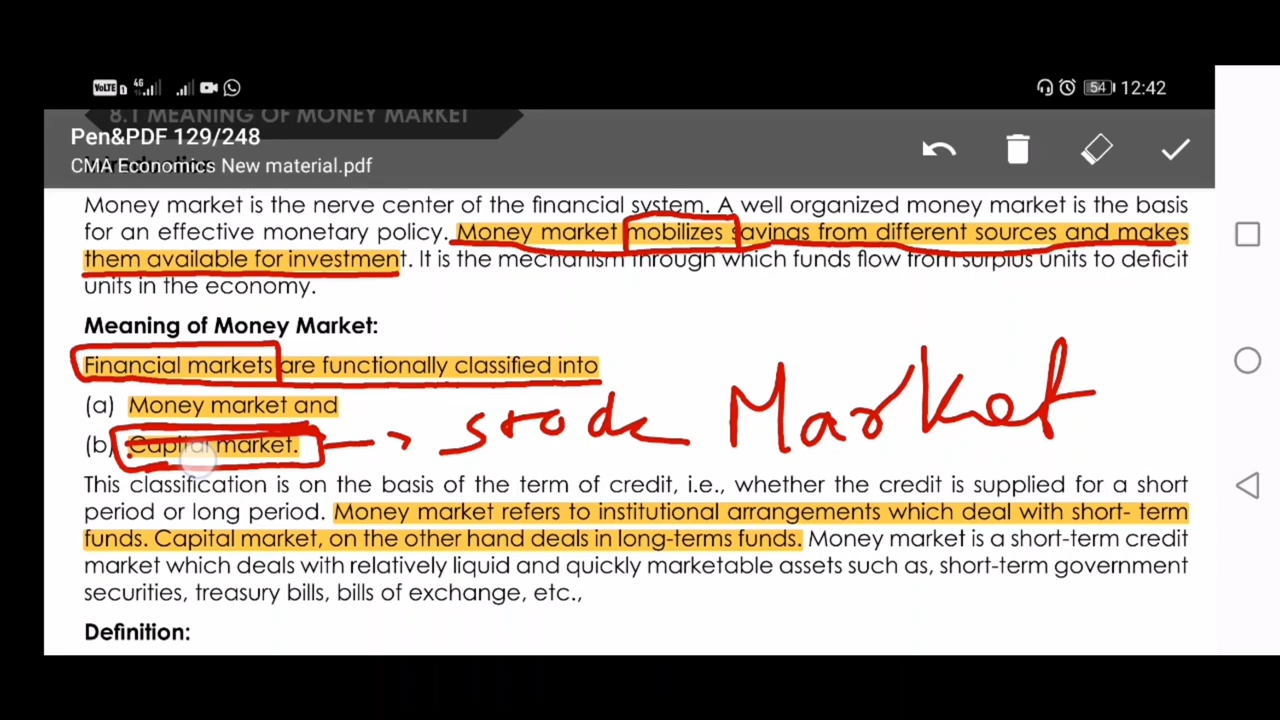 VoLTE 4G 54 12:42
8.1 MEANING OF MONEY MARKET
Pen&PDF 129/248
Introduction
CMA Economics New material.pdf
Money market is the nerve center of the financial system. A well organized money market is the basis
for an effective monetary policy. Money market mobilizes savings from different sources and makes
them available for investment. It is the mechanism through which funds flow from surplus units to deficit
units in the economy.
Meaning of Money Market:
Financial markets are functionally classified into
(a) Money market and
(b) Capital market.
Stock Market
This classification is on the basis of the term of credit, i.e., whether the credit is supplied for a short
period or long period. Money market refers to institutional arrangements which deal with short- term
funds. Capital market, on the other hand deals in long-terms funds. Money market is a short-term credit
market which deals with relatively liquid and quickly marketable assets such as, short-term government
securities, treasury bills, bills of exchange, etc.,
Definition: